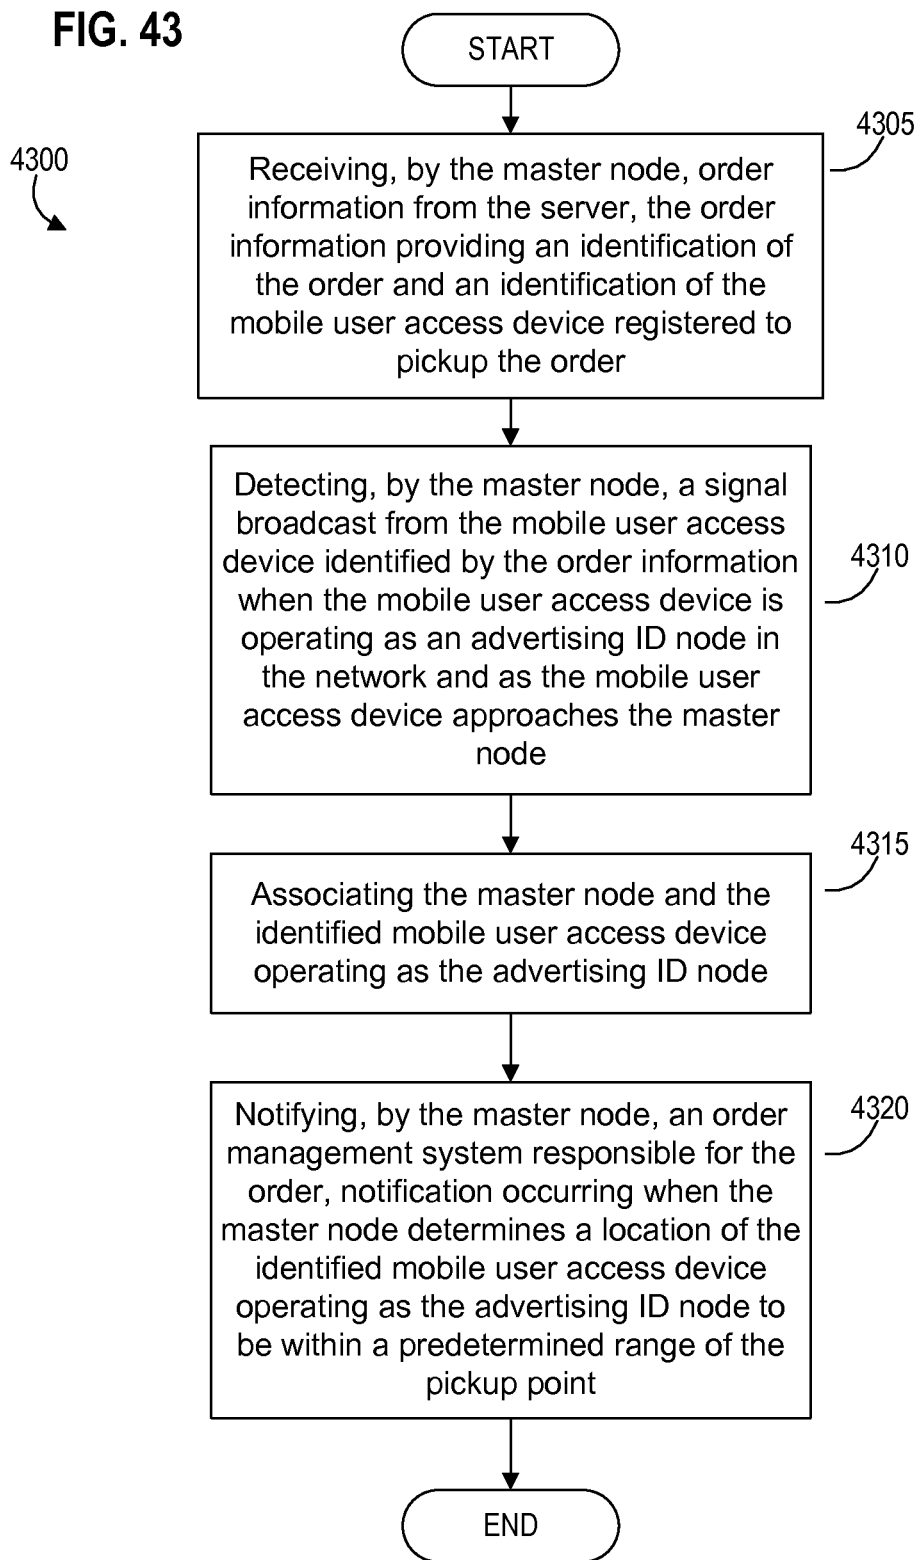 FIG. 43
START
4300
4305
Receiving, by the master node, order
information from the server, the order
information providing an identification of
the order and an identification of the
mobile user access device registered to
pickup the order
4310
Detecting, by the master node, a signal
broadcast from the mobile user access
device identified by the order information
when the mobile user access device is
operating as an advertising ID node in
the network and as the mobile user
access device approaches the master
node
4315
Associating the master node and the
identified mobile user access device
operating as the advertising ID node
4320
Notifying, by the master node, an order
management system responsible for the
order, notification occurring when the
master node determines a location of the
identified mobile user access device
operating as the advertising ID node to
be within a predetermined range of the
pickup point
END